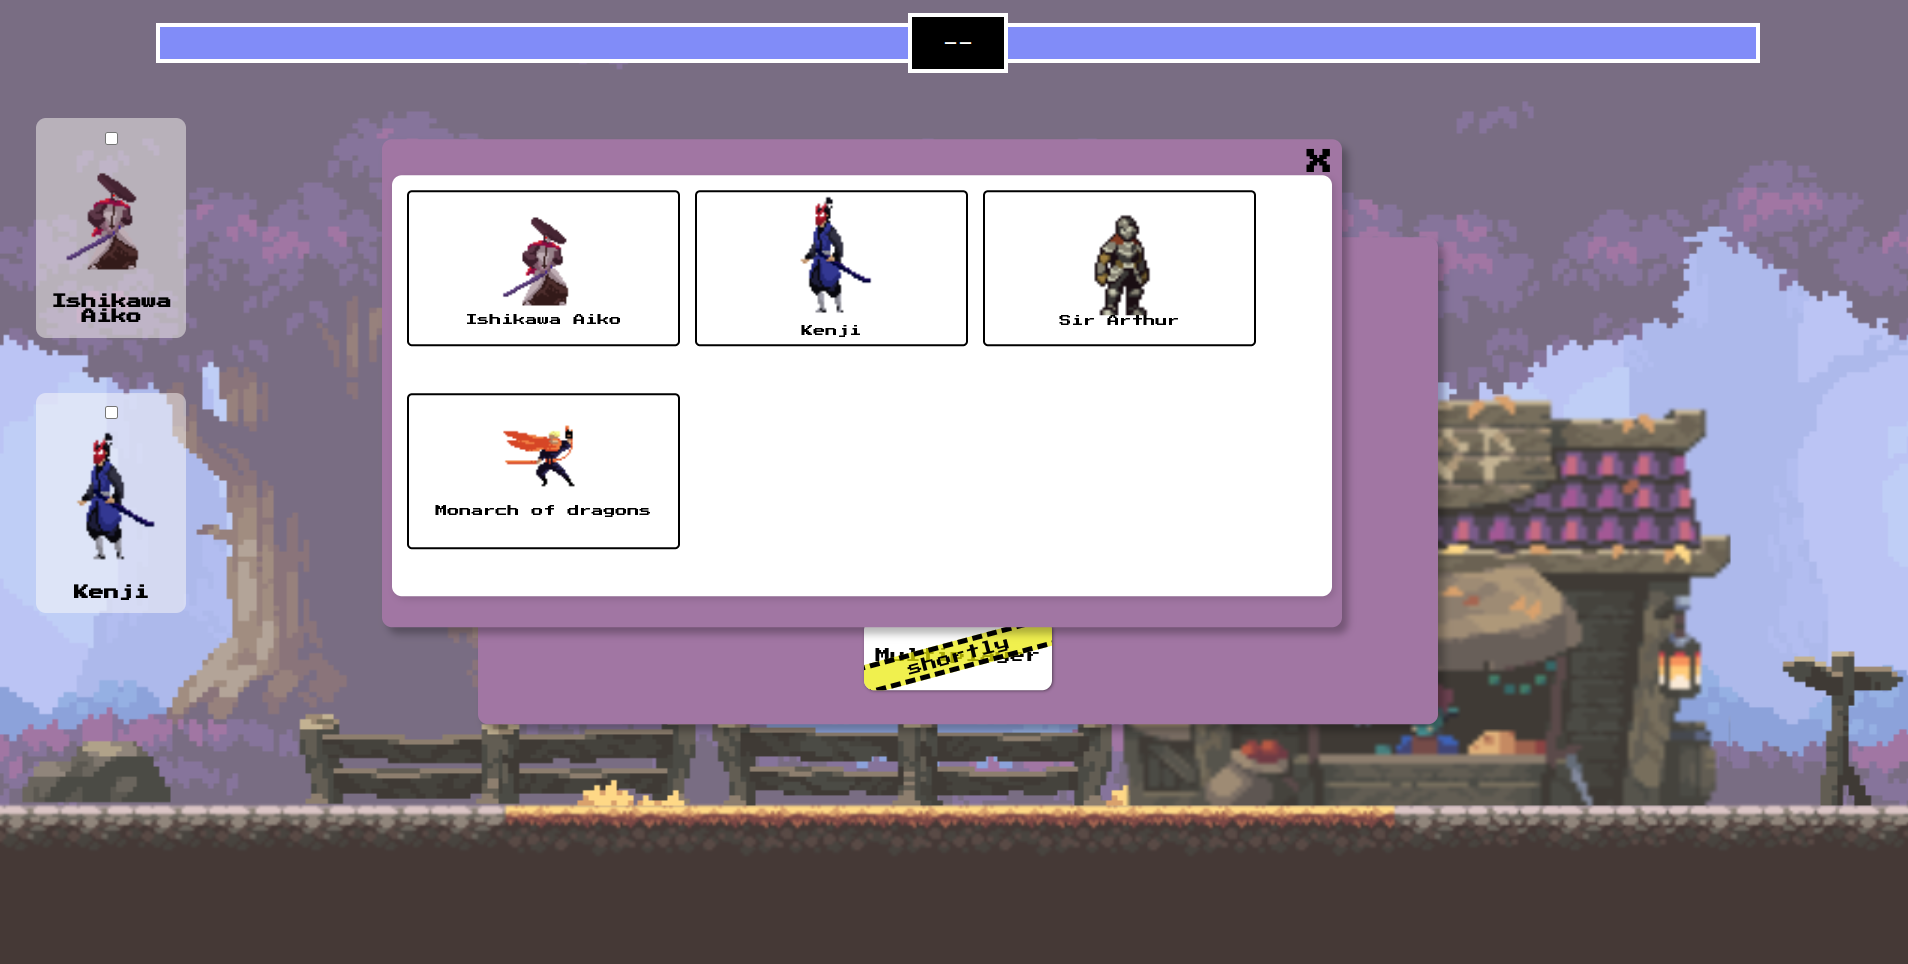 --
Ishikawa
Aiko
Kenji
X
Ishikawa Aiko
Kenji
Sir Arthur
Monarch of dragons
shortly